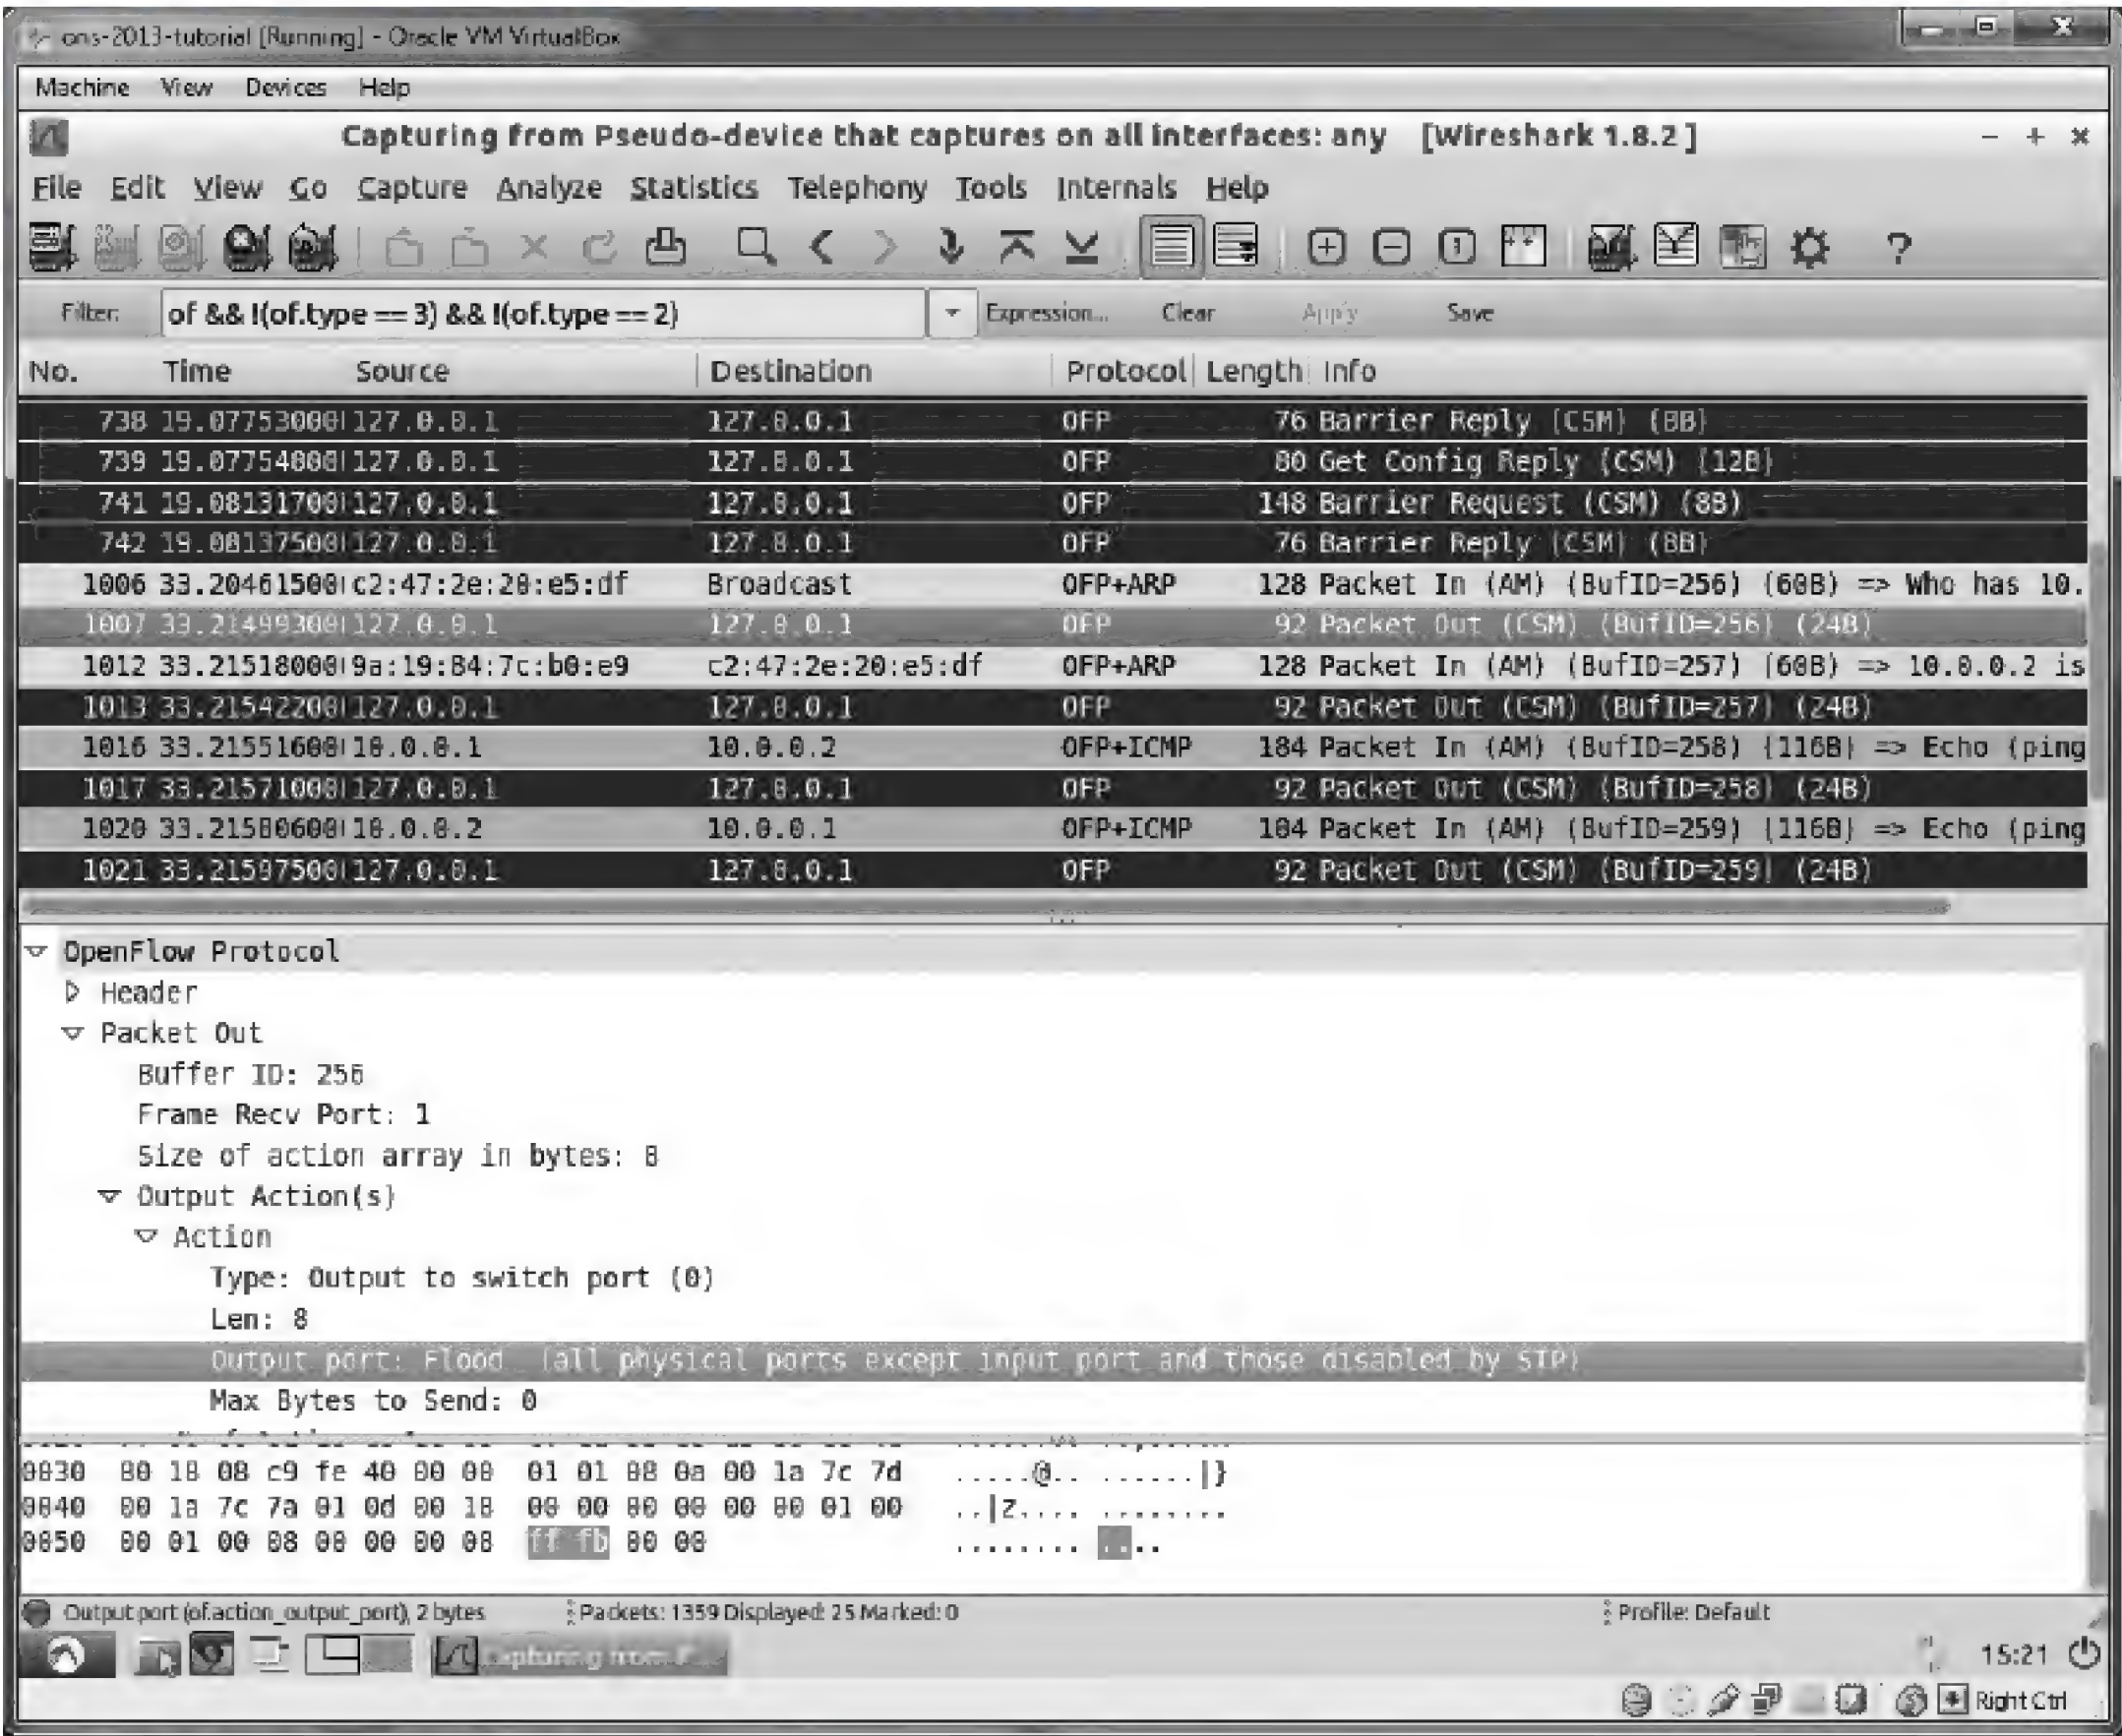 ons-2013-tutorial [Running] - Oracle VM VirtualBox
Machine View Devices Help
Capturing from Pseudo-device that captures on all interfaces: any [Wireshark 1.8.2 ]
File Edit View Go Capture Analyze Statistics Telephony Tools Internals Help
Filter: of && !(of.type == 3) && !(of.type == 2) Expression... Clear Apply Save
No. Time Source Destination Protocol Length Info
738 19.07753000 127.0.0.1 127.0.0.1 OFP 76 Barrier Reply (CSM) (8B)
739 19.07754800 127.0.0.1 127.0.0.1 OFP 80 Get Config Reply (CSM) (12B)
741 19.08131700 127.0.0.1 127.0.0.1 OFP 148 Barrier Request (CSM) (8B)
742 19.08137500 127.0.0.1 127.0.0.1 OFP 76 Barrier Reply (CSM) (8B)
1006 33.20461500 c2:47:2e:20:e5:df Broadcast OFP+ARP 128 Packet In (AM) (BufID=256) (60B) => Who has 10.
1007 33.21499300 127.0.0.1 127.0.0.1 OFP 92 Packet Out (CSM) (BufID=256) (24B)
1012 33.21518000 9a:19:84:7c:b0:e9 c2:47:2e:20:e5:df OFP+ARP 128 Packet In (AM) (BufID=257) (60B) => 10.0.0.2 is
1013 33.21542200 127.0.0.1 127.0.0.1 OFP 92 Packet Out (CSM) (BufID=257) (24B)
1016 33.21551600 10.0.0.1 10.0.0.2 OFP+ICMP 184 Packet In (AM) (BufID=258) (116B) => Echo (ping
1017 33.21571000 127.0.0.1 127.0.0.1 OFP 92 Packet Out (CSM) (BufID=258) (24B)
1020 33.21580600 10.0.0.2 10.0.0.1 OFP+ICMP 184 Packet In (AM) (BufID=259) (116B) => Echo (ping
1021 33.21597500 127.0.0.1 127.0.0.1 OFP 92 Packet Out (CSM) (BufID=259) (24B)
OpenFlow Protocol
Header
Packet Out
Buffer ID: 256
Frame Recv Port: 1
Size of action array in bytes: 8
Output Action(s)
Action
Type: Output to switch port (0)
Len: 8
Output port: Flood (all physical ports except input port and those disabled by STP)
Max Bytes to Send: 0
0030 80 18 08 c9 fe 40 00 00 01 01 08 0a 00 1a 7c 7d .....@.. ......|}
0040 00 1a 7c 7a 01 0d 00 18 00 00 00 00 00 00 01 00 ..|z.... ........
0050 00 01 00 08 00 00 00 08 ff fb 00 00 ........ ....
Output port (of.action_output_port), 2 bytes Packets: 1359 Displayed: 25 Marked: 0 Profile: Default
Capturing from P... 15:21
Right Ctrl